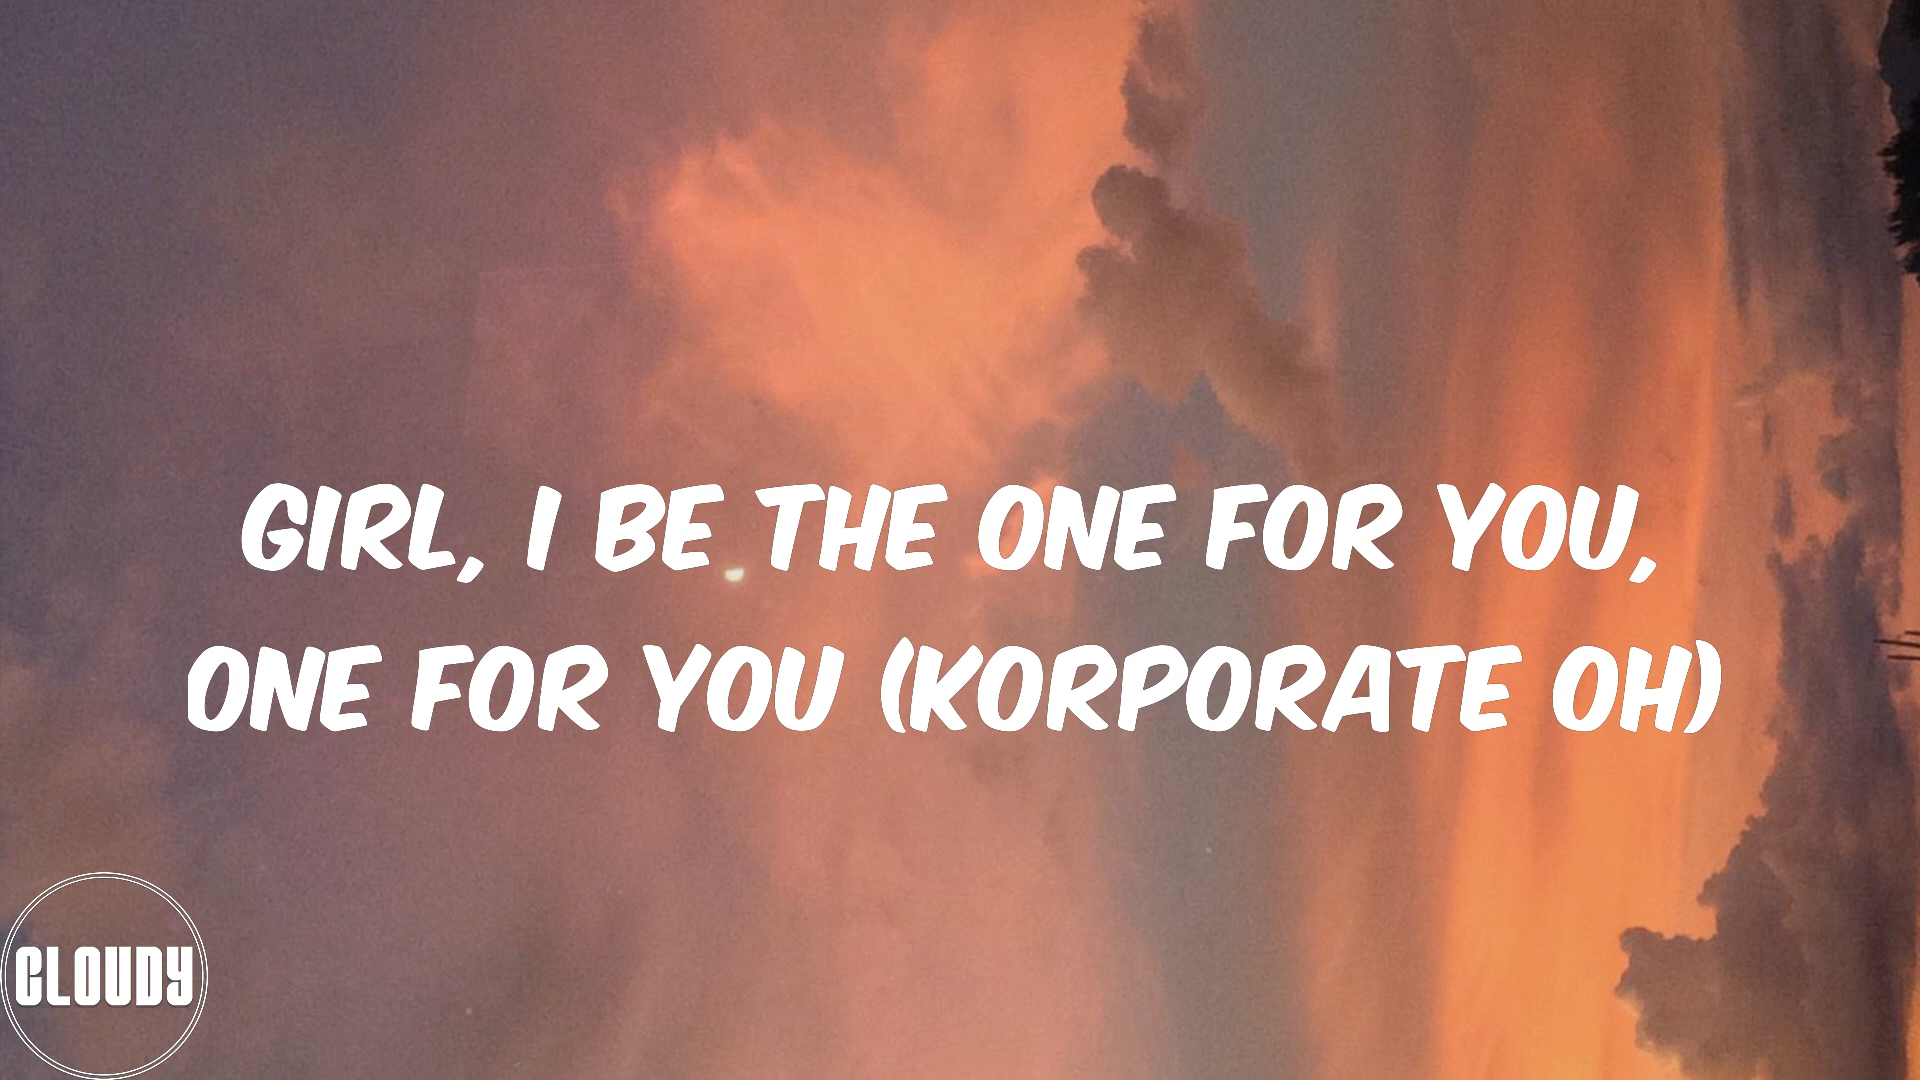 GIRL, I BE THE ONE FOR YOU,
ONE FOR YOU (KORPORATE OH)
CLOUDY